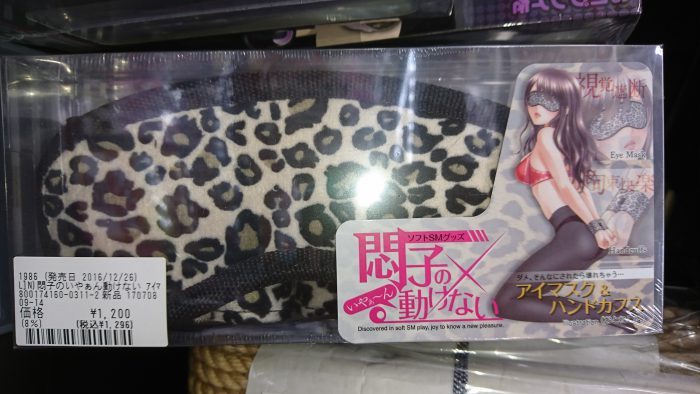 1986 (発売日 2016/12/26)
L[N]悶子のいやぁん動けない アイマ
800174160-0311-2 新品 170708
09-14
価格 ¥1,200
(8%) (税込¥1,296)
ソフトSMグッズ
悶子の
いやぁ〜ん
動けない
Discovered in soft SM play, joy to know a new pleasure.
視覚遮断
Eye Mask
Handcuffs
ダメ、そんなにされたら壊れちゃう…
アイマスク&
ハンドカフス